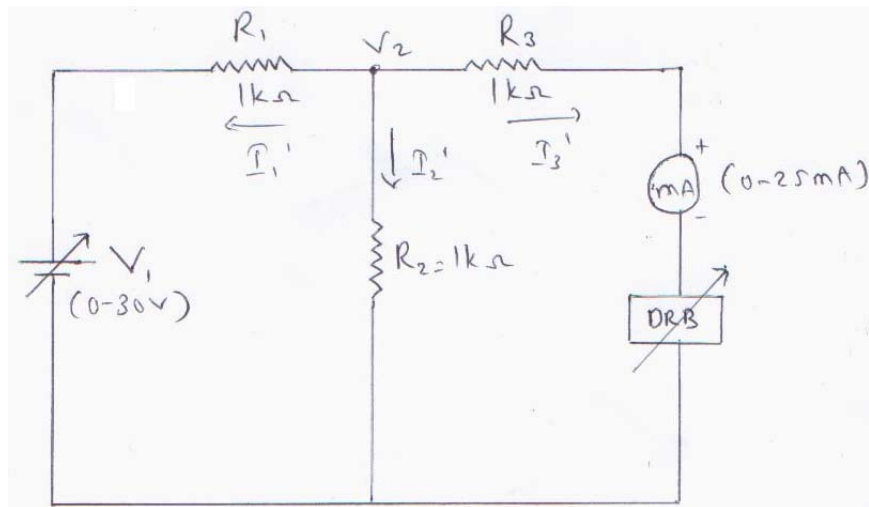 R1 V2 R3
1kΩ 1kΩ
I1' I2' I3'
+
mA (0-25mA)
-
V1 R2=1kΩ
(0-30V)
DRB